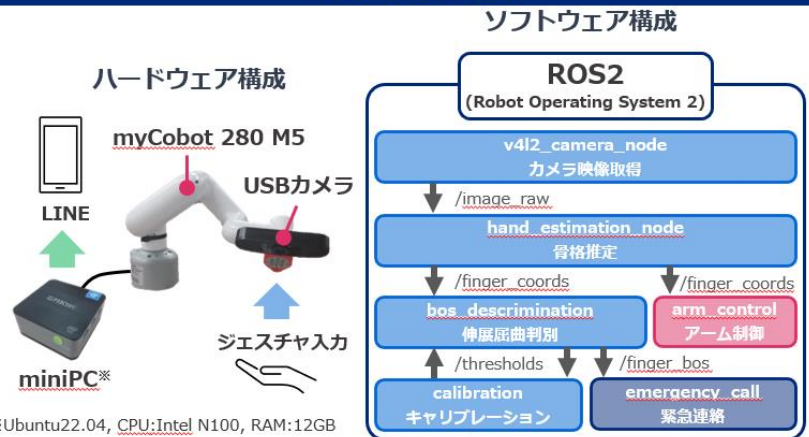 ソフトウェア構成
ハードウェア構成
myCobot 280 M5
USBカメラ
LINE
ジェスチャ入力
miniPC※
※Ubuntu22.04, CPU:Intel N100, RAM:12GB
ROS2
(Robot Operating System 2)
v4l2_camera_node
カメラ映像取得
/image_raw
hand_estimation_node
骨格推定
/finger_coords
/finger_coords
bos_descrimination
伸展屈曲判別
arm_control
アーム制御
/thresholds
/finger_bos
calibration
キャリブレーション
emergency_call
緊急連絡